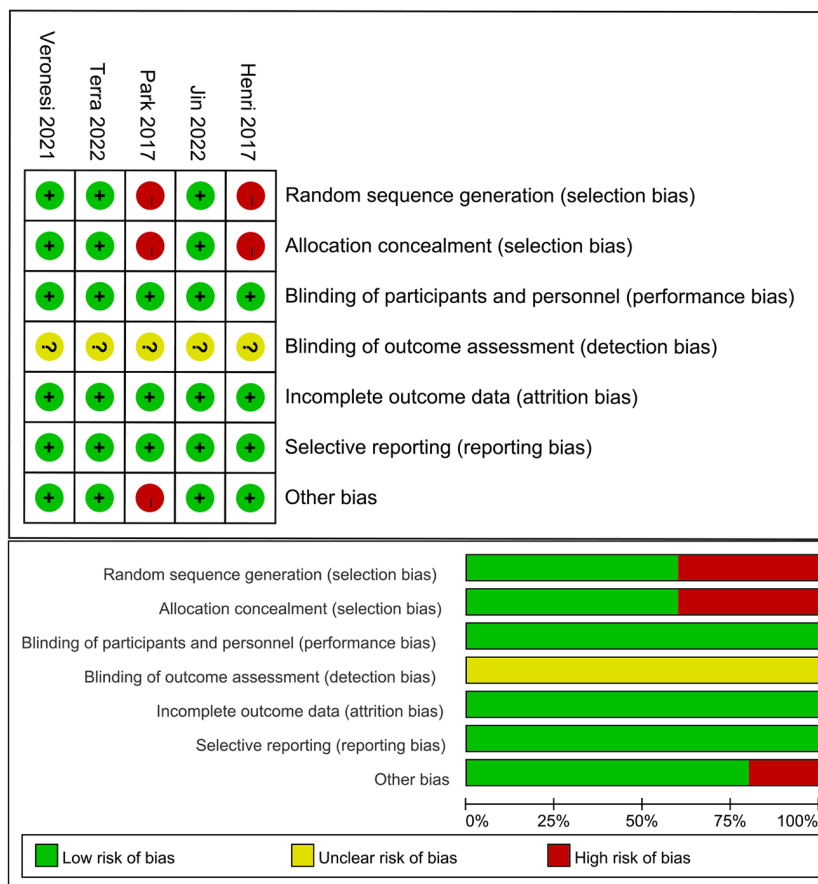 Veronesi 2021
Terra 2022
Park 2017
Jin 2022
Henri 2017
+ + – + – Random sequence generation (selection bias)
+ + – + – Allocation concealment (selection bias)
+ + + + + Blinding of participants and personnel (performance bias)
? ? ? ? ? Blinding of outcome assessment (detection bias)
+ + + + + Incomplete outcome data (attrition bias)
+ + + + + Selective reporting (reporting bias)
+ + – + + Other bias
Random sequence generation (selection bias)
Allocation concealment (selection bias)
Blinding of participants and personnel (performance bias)
Blinding of outcome assessment (detection bias)
Incomplete outcome data (attrition bias)
Selective reporting (reporting bias)
Other bias
0% 25% 50% 75% 100%
Low risk of bias Unclear risk of bias High risk of bias